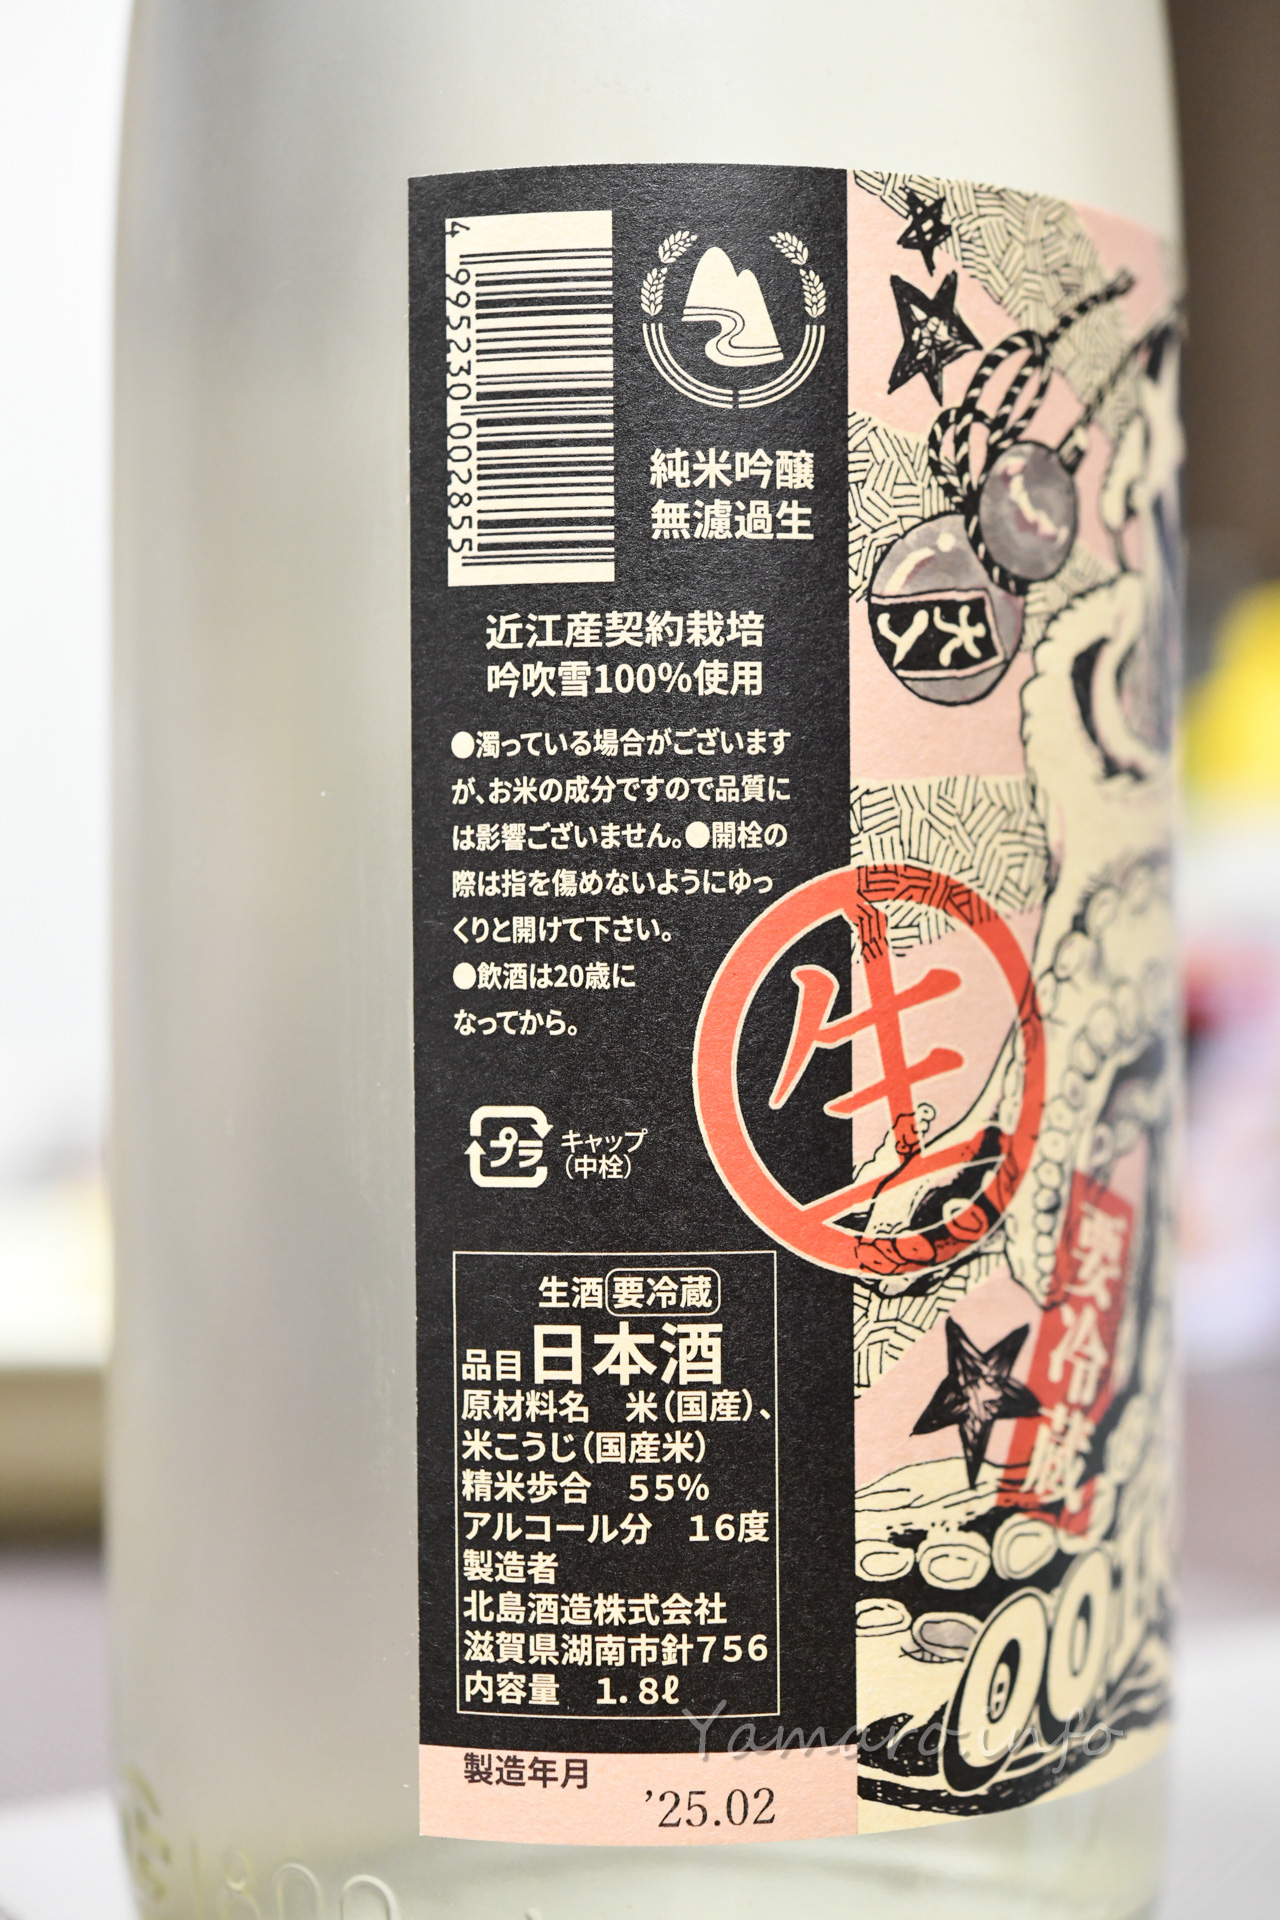 4 995230 002855
純米吟醸
無濾過生
近江産契約栽培
吟吹雪100%使用
●濁っている場合がございます
が、お米の成分ですので品質に
は影響ございません。●開栓の
際は指を傷めないようにゆっ
くりと開けて下さい。
●飲酒は20歳に
なってから。
プラ
キャップ
(中栓)
生酒 要冷蔵
品目 日本酒
原材料名 米(国産)、
米こうじ(国産米)
精米歩合 55%
アルコール分 16度
製造者
北島酒造株式会社
滋賀県湖南市針756
内容量 1.8ℓ
製造年月
'25.02
生
要冷蔵
Yamaro info
1800